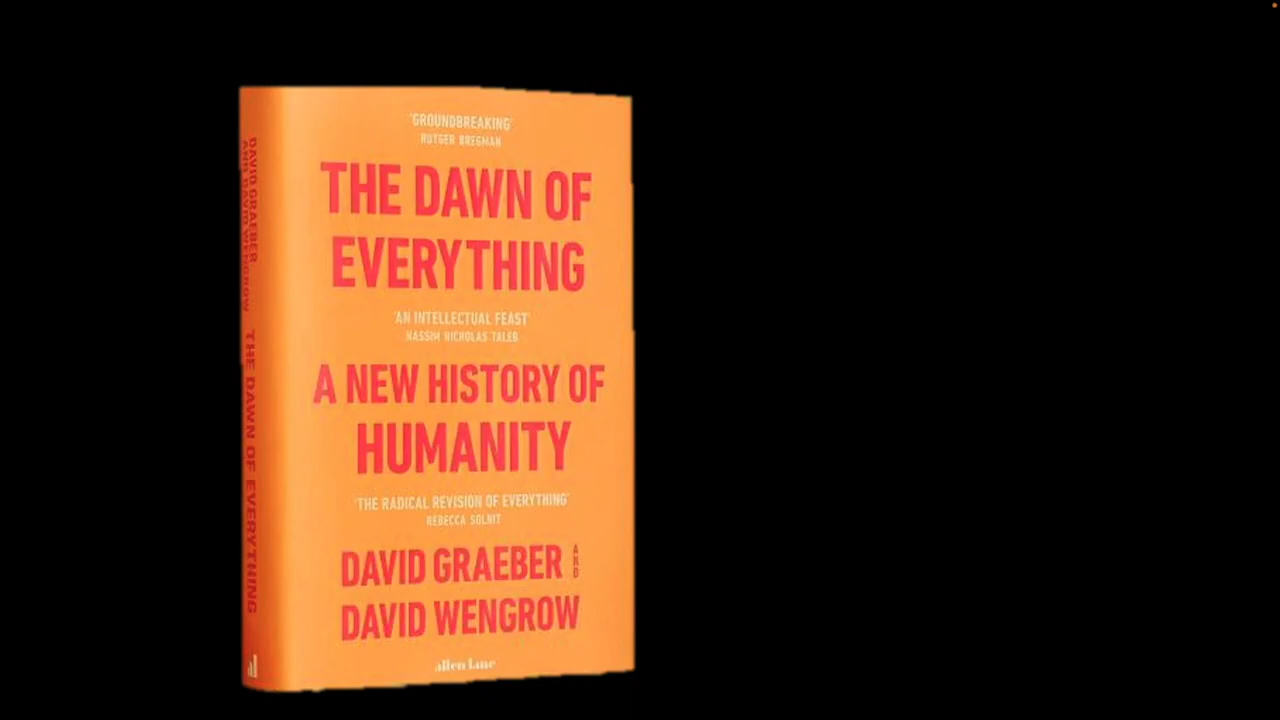 'GROUNDBREAKING'
RUTGER BREGMAN
THE DAWN OF
EVERYTHING
'AN INTELLECTUAL FEAST'
NASSIM NICHOLAS TALEB
A NEW HISTORY OF
HUMANITY
'THE RADICAL REVISION OF EVERYTHING'
REBECCA SOLNIT
DAVID GRAEBER AND
DAVID WENGROW
allen lane
DAVID GRAEBER
AND DAVID WENGROW
THE DAWN OF EVERYTHING